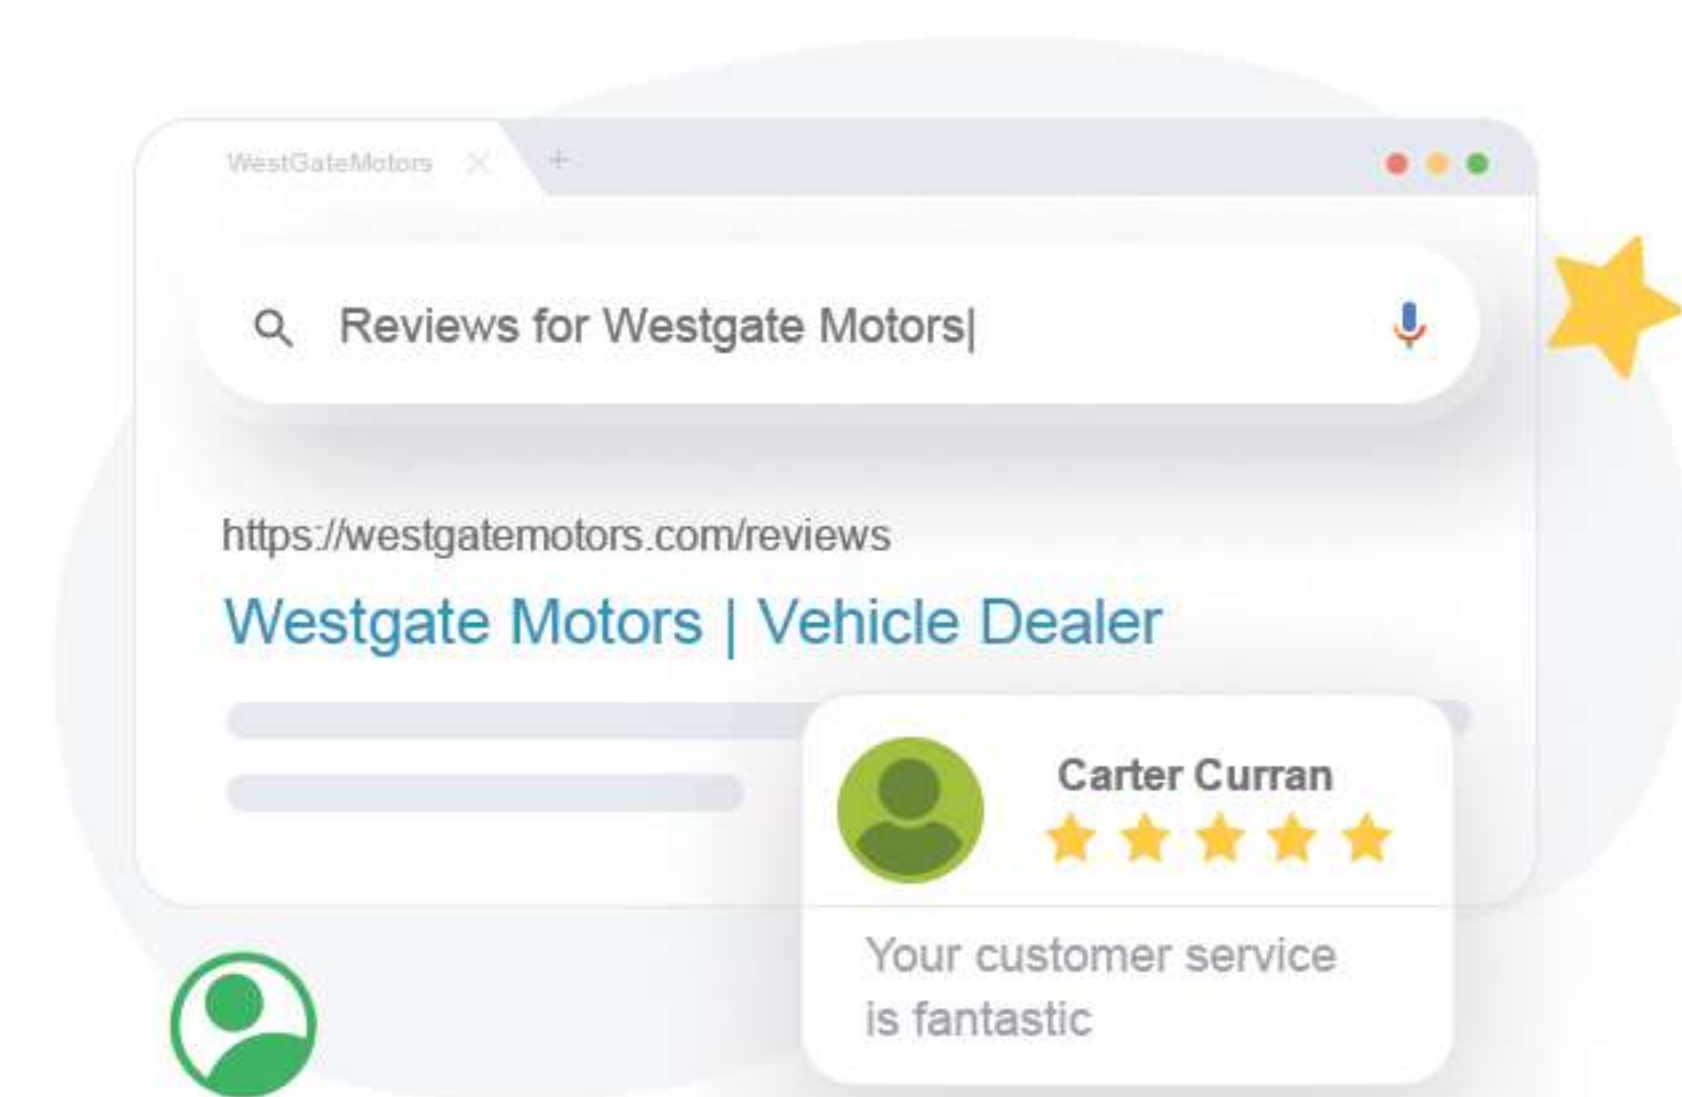 WestGateMotors
Reviews for Westgate Motors
https://westgatemotors.com/reviews
Westgate Motors | Vehicle Dealer
Carter Curran
Your customer service
is fantastic